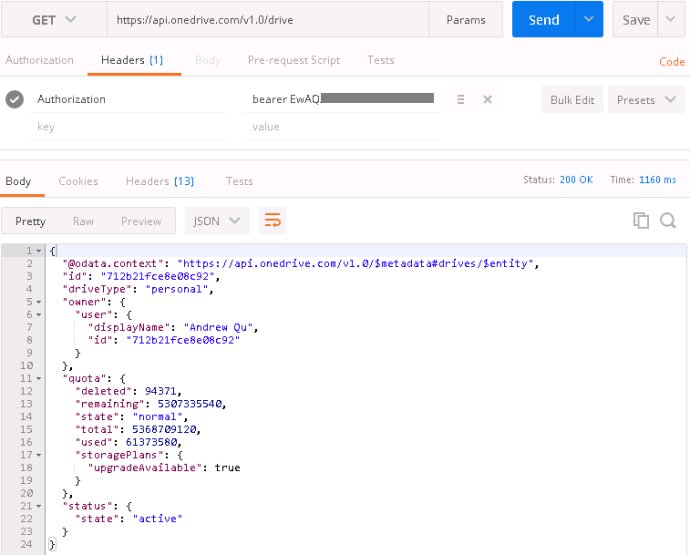 GET https://api.onedrive.com/v1.0/drive Params Send Save
Authorization Headers (1) Body Pre-request Script Tests Code
Authorization bearer EwAQ Bulk Edit Presets
key value
Body Cookies Headers (13) Tests Status: 200 OK Time: 1160 ms
Pretty Raw Preview JSON
1 {
2 "@odata.context": "https://api.onedrive.com/v1.0/$metadata#drives/$entity",
3 "id": "712b21fce8e08c92",
4 "driveType": "personal",
5 "owner": {
6 "user": {
7 "displayName": "Andrew Qu",
8 "id": "712b21fce8e08c92"
9 }
10 },
11 "quota": {
12 "deleted": 94371,
13 "remaining": 5307335540,
14 "state": "normal",
15 "total": 5368709120,
16 "used": 61373580,
17 "storagePlans": {
18 "upgradeAvailable": true
19 }
20 },
21 "status": {
22 "state": "active"
23 }
24 }